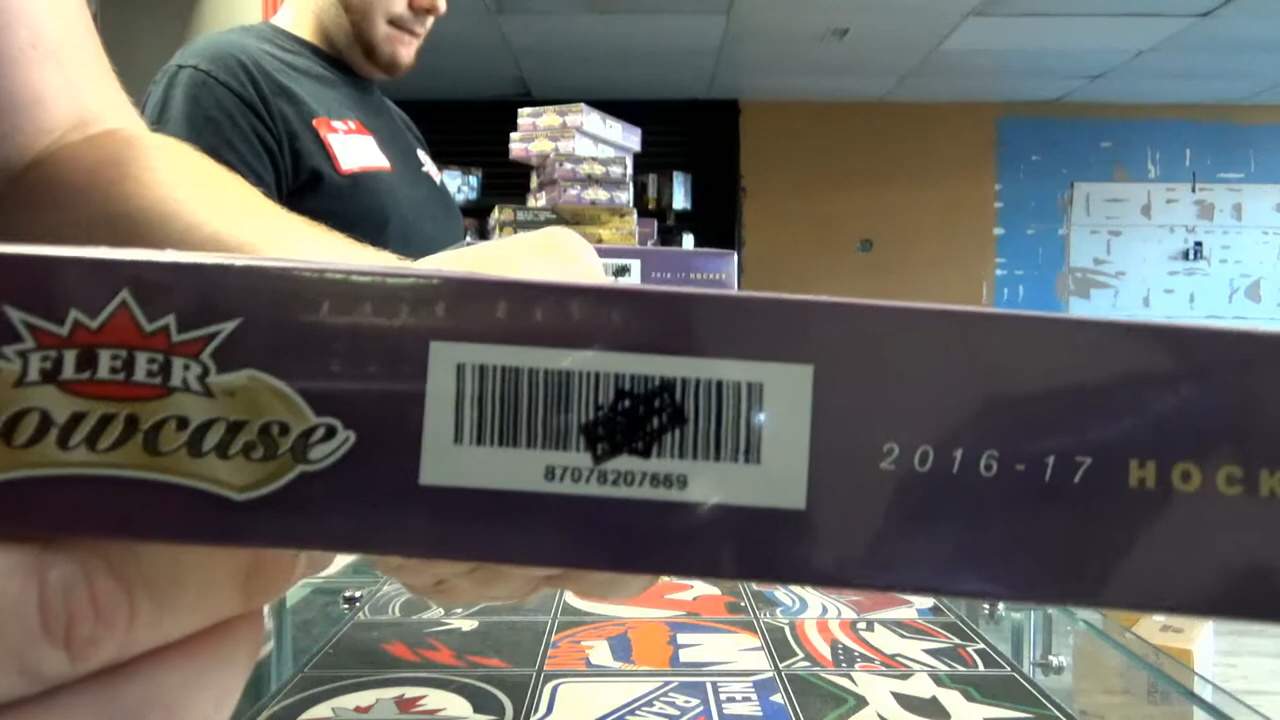 2016-17 HOCKEY
FLEER
owcase
87078207669
2016-17 HOCK
NEW
RAN